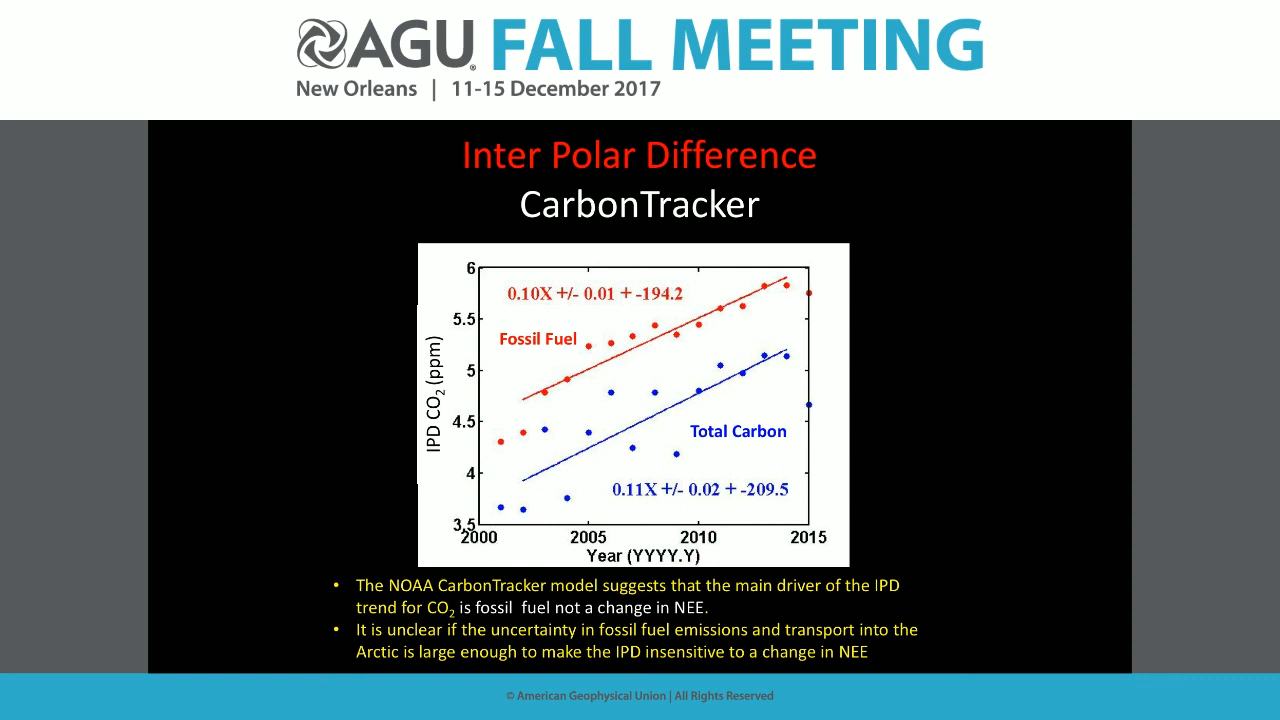 AGU FALL MEETING
New Orleans | 11-15 December 2017
Inter Polar Difference
CarbonTracker
6
0.10X +/- 0.01 + -194.2
5.5
Fossil Fuel
5
IPD CO2 (ppm)
4.5
Total Carbon
4
0.11X +/- 0.02 + -209.5
3.5
2000 2005 2010 2015
Year (YYYY.Y)
• The NOAA CarbonTracker model suggests that the main driver of the IPD
trend for CO2 is fossil fuel not a change in NEE.
• It is unclear if the uncertainty in fossil fuel emissions and transport into the
Arctic is large enough to make the IPD insensitive to a change in NEE
© American Geophysical Union | All Rights Reserved